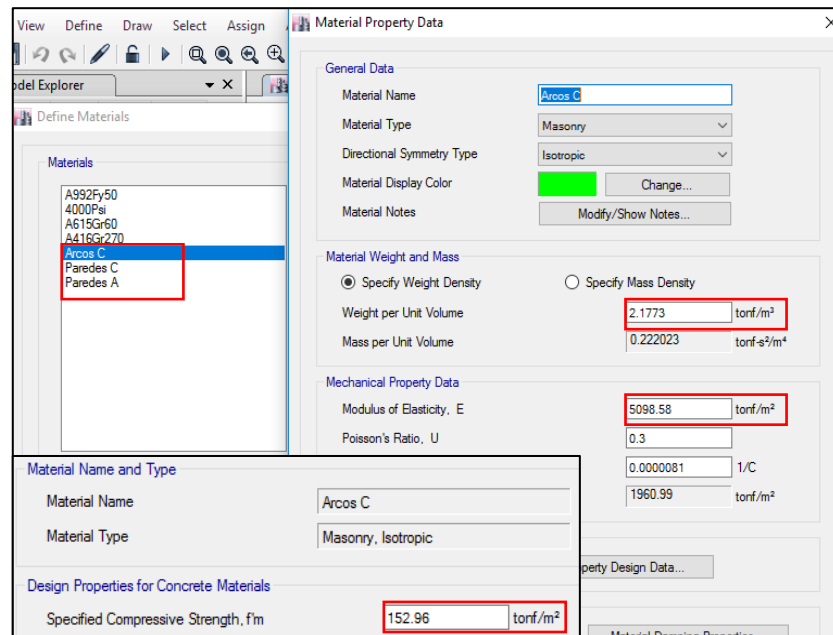 View Define Draw Select Assign
Model Explorer
Define Materials
Materials
A992Fy50
4000Psi
A615Gr60
A416Gr270
Arcos C
Paredes C
Paredes A
Material Property Data
General Data
Material Name Arcos C
Material Type Masonry
Directional Symmetry Type Isotropic
Material Display Color Change...
Material Notes Modify/Show Notes...
Material Weight and Mass
Specify Weight Density Specify Mass Density
Weight per Unit Volume 2.1773 tonf/m³
Mass per Unit Volume 0.222023 tonf-s²/m⁴
Mechanical Property Data
Modulus of Elasticity, E 5098.58 tonf/m²
Poisson's Ratio, U 0.3
0.0000081 1/C
1960.99 tonf/m²
perty Design Data...
Material Damping Properties
Material Name and Type
Material Name Arcos C
Material Type Masonry, Isotropic
Design Properties for Concrete Materials
Specified Compressive Strength, f'm 152.96 tonf/m²